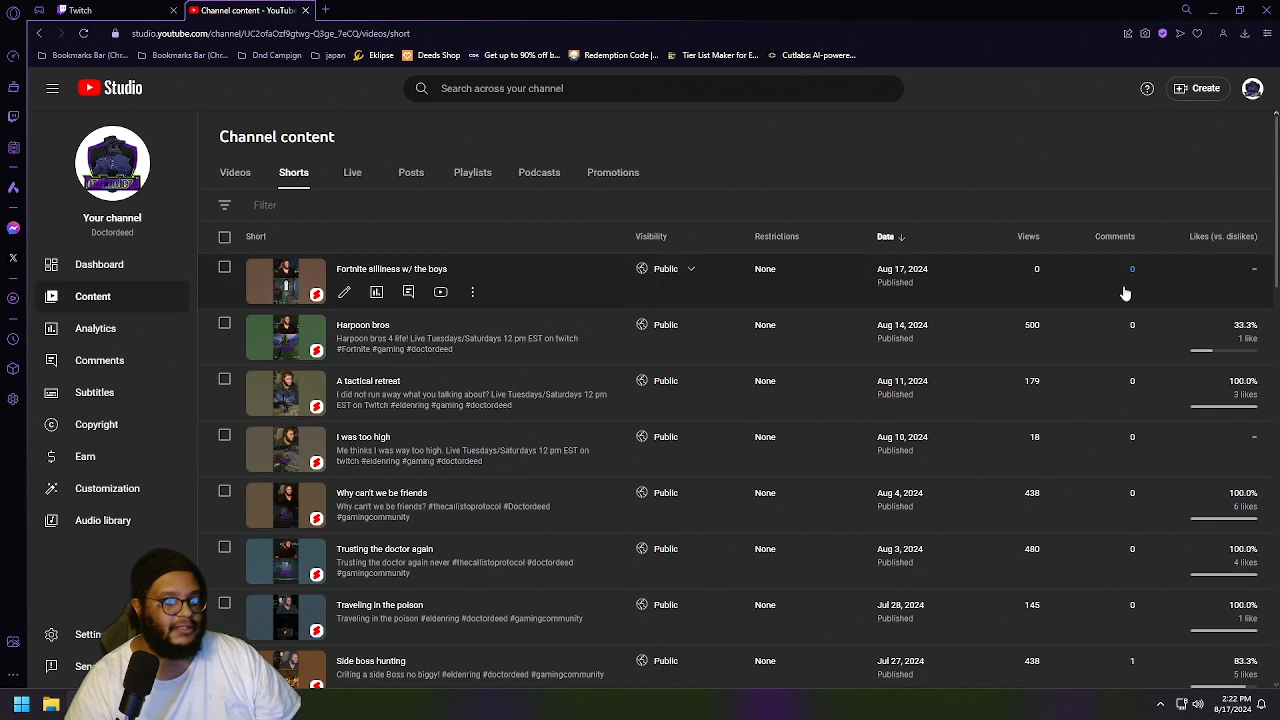 Twitch
Channel content - YouTube
studio.youtube.com/channel/UC2ofaOzf9gtwg-Q3ge_7eCQ/videos/short
Bookmarks Bar (Chr... Bookmarks Bar (Chr... Dnd Campaign japan Eklipse Deeds Shop Get up to 90% off b... Redemption Code |... Tier List Maker for E... Cutlabs: AI-powere...
Studio
Search across your channel
Create
Your channel
Doctordeed
Dashboard
Content
Analytics
Comments
Subtitles
Copyright
Earn
Customization
Audio library
Channel content
Videos Shorts Live Posts Playlists Podcasts Promotions
Filter
Short Visibility Restrictions Date Views Comments Likes (vs. dislikes)
Fortnite silliness w/ the boys Public None Aug 17, 2024 0 0 –
Published
Harpoon bros Public None Aug 14, 2024 500 0 33.3%
Harpoon bros 4 life! Live Tuesdays/Saturdays 12 pm EST on twitch Published 1 like
#Fortnite #gaming #doctordeed
A tactical retreat Public None Aug 11, 2024 179 0 100.0%
I did not run away what you talking about? Live Tuesdays/Saturdays 12 pm Published 3 likes
EST on Twitch #eldenring #gaming #doctordeed
I was too high Public None Aug 10, 2024 18 0 –
Me thinks I was way too high. Live Tuesdays/Saturdays 12 pm EST on Published
twitch #eldenring #gaming #doctordeed
Why can't we be friends Public None Aug 4, 2024 438 0 100.0%
Why can't we be friends? #thecallistoprotocol #Doctordeed Published 6 likes
#gamingcommunity
Trusting the doctor again Public None Aug 3, 2024 480 0 100.0%
Trusting the doctor again never #thecallistoprotocol #doctordeed Published 4 likes
#gamingcommunity
Traveling in the poison Public None Jul 28, 2024 145 0 100.0%
Traveling in the poison #eldenring #doctordeed #gamingcommunity Published 1 like
Side boss hunting Public None Jul 27, 2024 438 1 83.3%
Criting a side Boss no biggy! #eldenring #doctordeed #gamingcommunity Published 5 likes
2:22 PM
8/17/2024